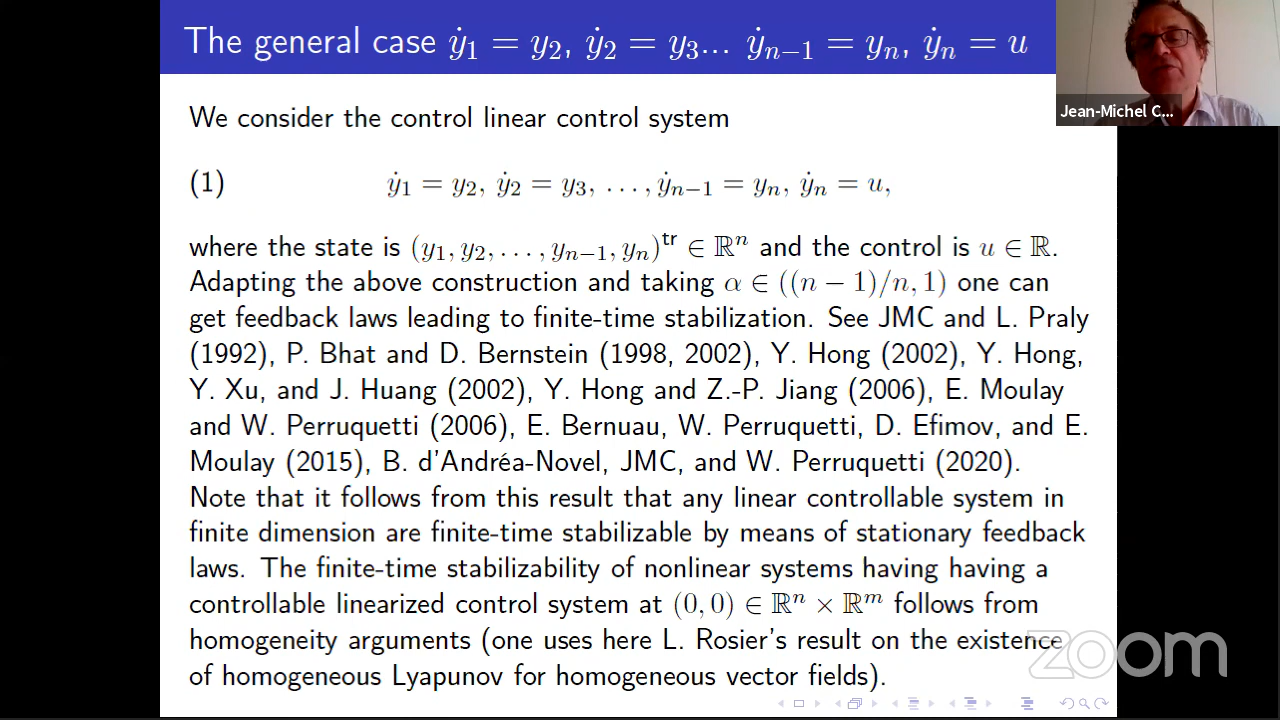 The general case ẏ₁ = y₂, ẏ₂ = y₃... ẏₙ₋₁ = yₙ, ẏₙ = u
Jean-Michel C...
We consider the control linear control system
(1) ẏ₁ = y₂, ẏ₂ = y₃, ..., ẏₙ₋₁ = yₙ, ẏₙ = u,
where the state is (y₁, y₂, ..., yₙ₋₁, yₙ)ᵗʳ ∈ ℝⁿ and the control is u ∈ ℝ.
Adapting the above construction and taking α ∈ ((n − 1)/n, 1) one can
get feedback laws leading to finite-time stabilization. See JMC and L. Praly
(1992), P. Bhat and D. Bernstein (1998, 2002), Y. Hong (2002), Y. Hong,
Y. Xu, and J. Huang (2002), Y. Hong and Z.-P. Jiang (2006), E. Moulay
and W. Perruquetti (2006), E. Bernuau, W. Perruquetti, D. Efimov, and E.
Moulay (2015), B. d'Andréa-Novel, JMC, and W. Perruquetti (2020).
Note that it follows from this result that any linear controllable system in
finite dimension are finite-time stabilizable by means of stationary feedback
laws. The finite-time stabilizability of nonlinear systems having having a
controllable linearized control system at (0, 0) ∈ ℝⁿ × ℝᵐ follows from
homogeneity arguments (one uses here L. Rosier's result on the existence
of homogeneous Lyapunov for homogeneous vector fields).
zoom